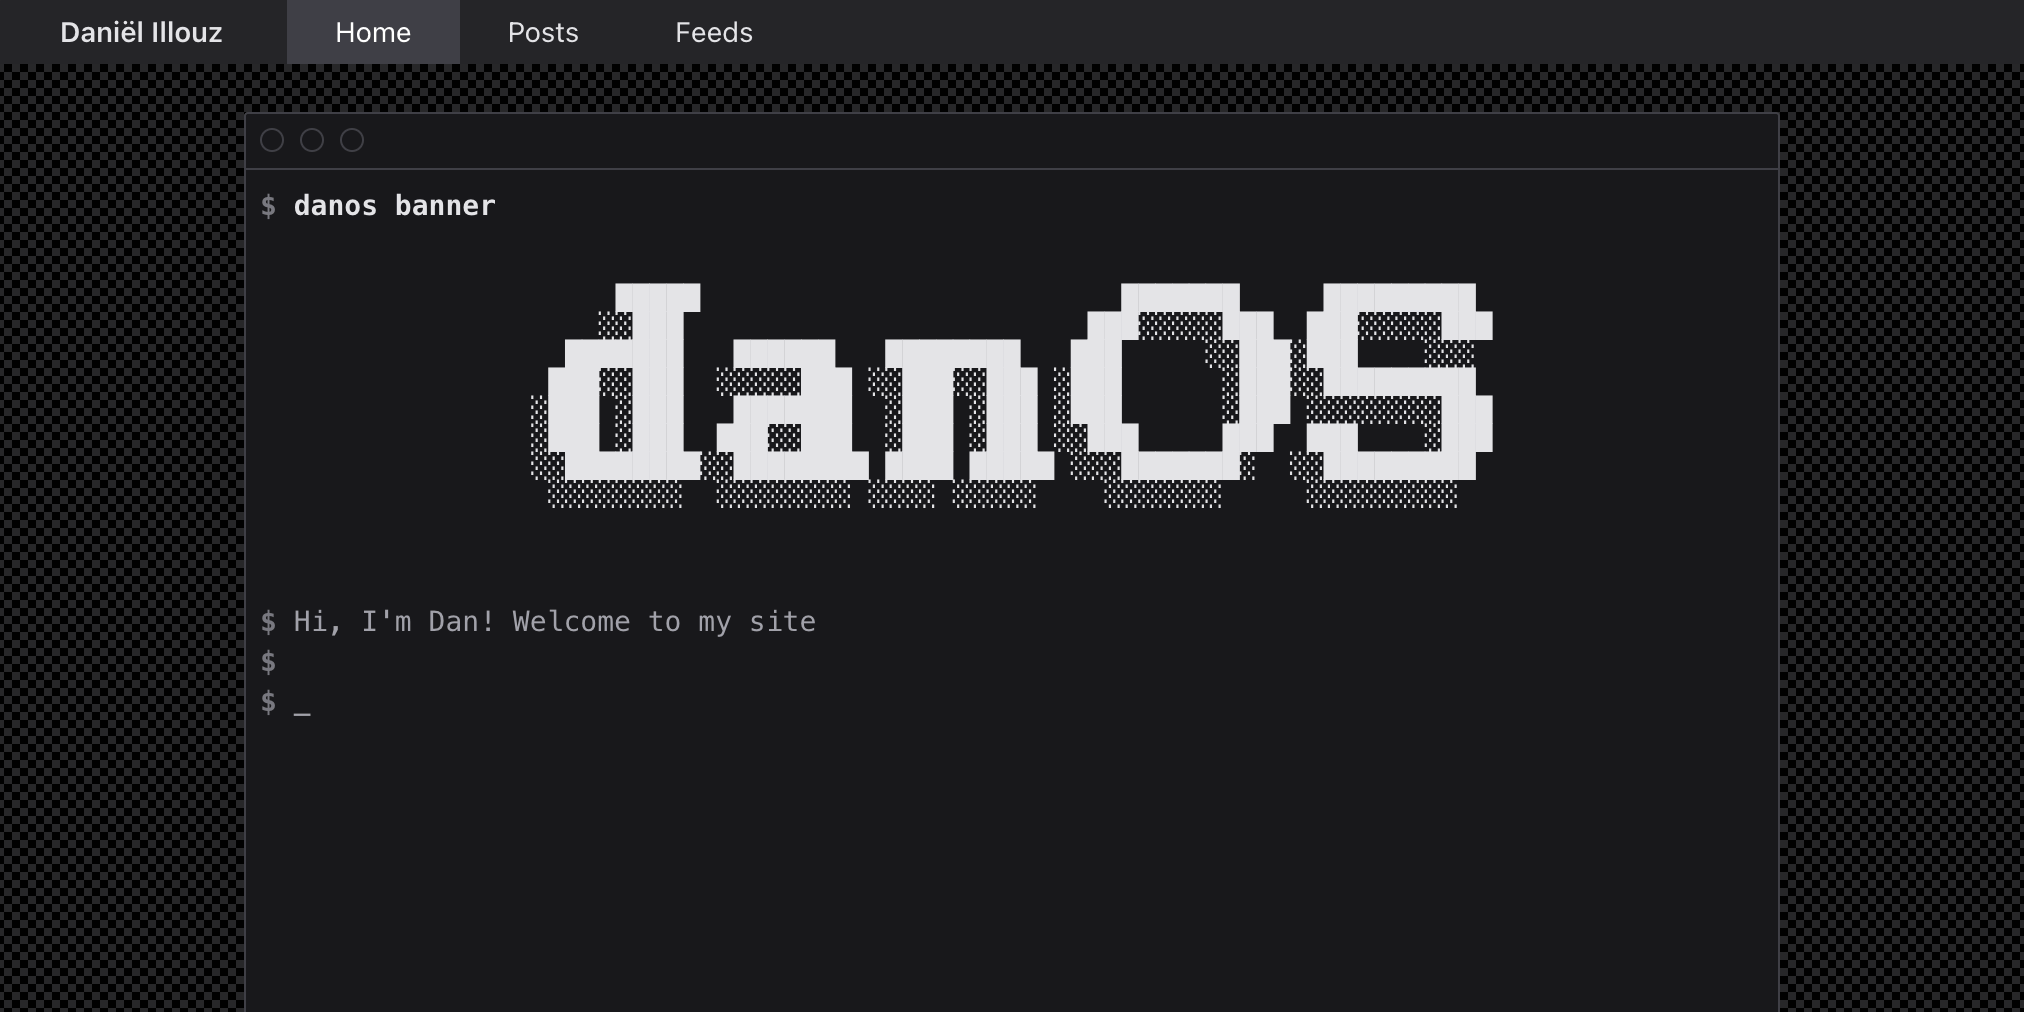 Daniël Illouz Home Posts Feeds
$ danos banner
danOS
$ Hi, I'm Dan! Welcome to my site
$
$ _